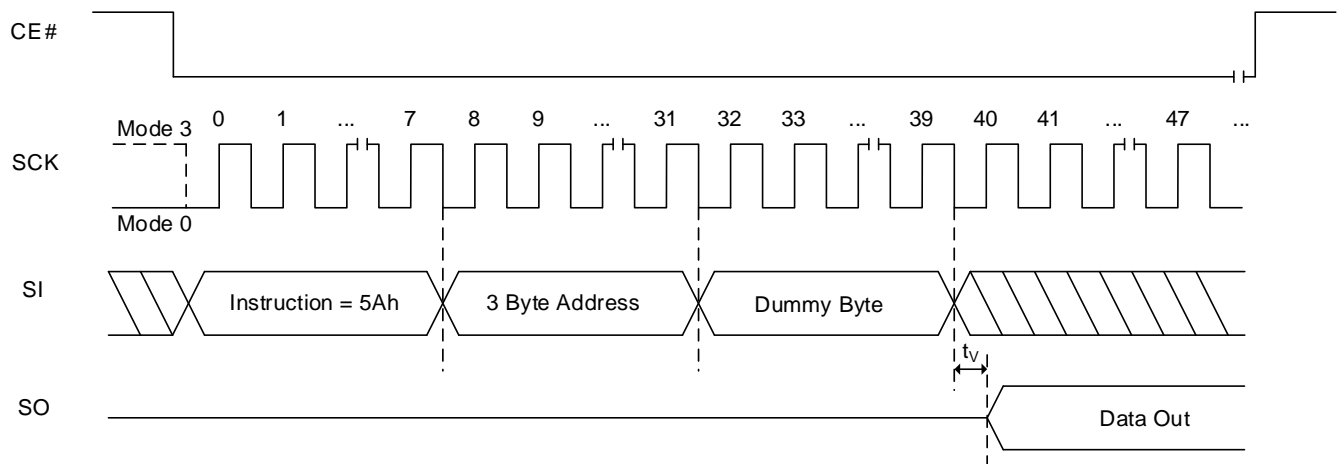 CE#
0 1 ... 7 8 9 ... 31 32 33 ... 39 40 41 ... 47 ...
Mode 3
SCK
Mode 0
SI Instruction = 5Ah 3 Byte Address Dummy Byte
tV
SO Data Out